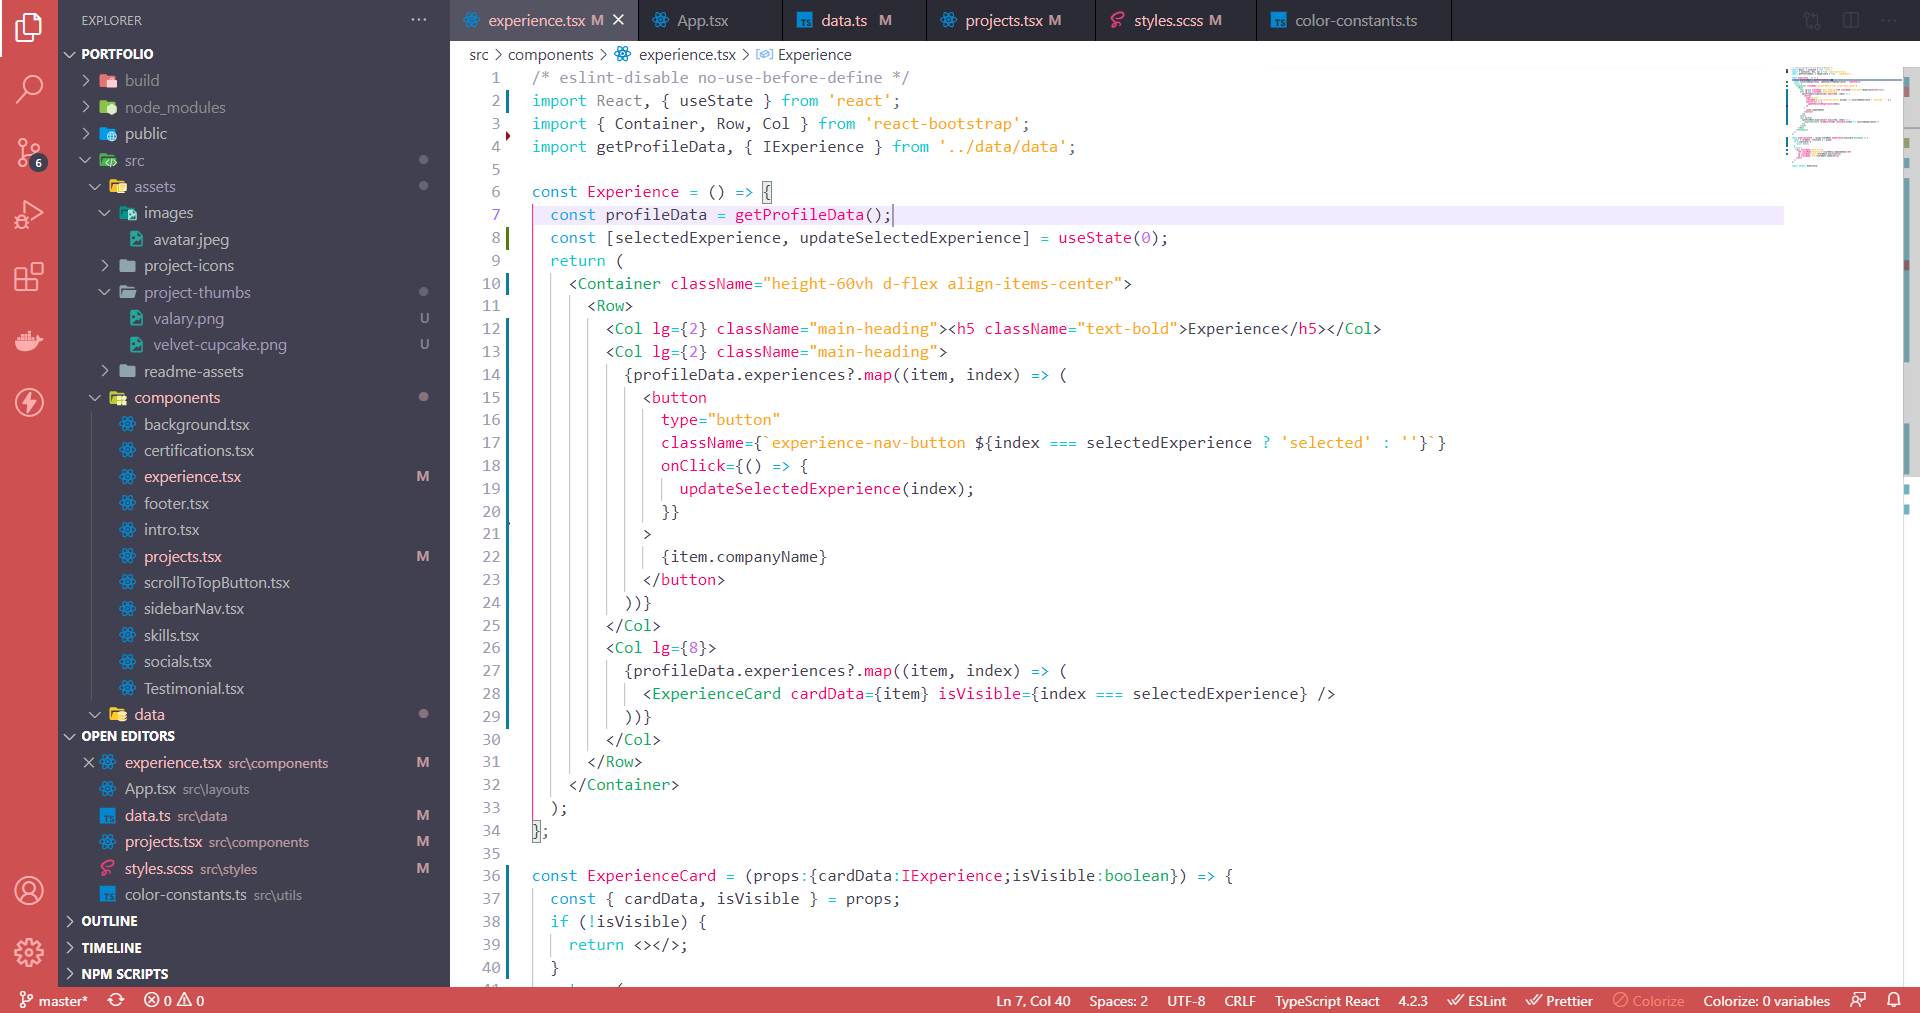 EXPLORER
···
PORTFOLIO
build
node_modules
public
src
assets
images
avatar.jpeg
project-icons
project-thumbs
valary.png U
velvet-cupcake.png U
readme-assets
components
background.tsx
certifications.tsx
experience.tsx M
footer.tsx
intro.tsx
projects.tsx M
scrollToTopButton.tsx
sidebarNav.tsx
skills.tsx
socials.tsx
Testimonial.tsx
data
OPEN EDITORS
experience.tsx src\components M
App.tsx src\layouts
data.ts src\data M
projects.tsx src\components M
styles.scss src\styles M
color-constants.ts src\utils
OUTLINE
TIMELINE
NPM SCRIPTS
6
experience.tsx M
App.tsx
TS data.ts M
projects.tsx M
styles.scss M
TS color-constants.ts
src > components > experience.tsx > Experience
1 /* eslint-disable no-use-before-define */
2 import React, { useState } from 'react';
3 import { Container, Row, Col } from 'react-bootstrap';
4 import getProfileData, { IExperience } from '../data/data';
5
6 const Experience = () => {
7 const profileData = getProfileData();
8 const [selectedExperience, updateSelectedExperience] = useState(0);
9 return (
10 <Container className="height-60vh d-flex align-items-center">
11 <Row>
12 <Col lg={2} className="main-heading"><h5 className="text-bold">Experience</h5></Col>
13 <Col lg={2} className="main-heading">
14 {profileData.experiences?.map((item, index) => (
15 <button
16 type="button"
17 className={`experience-nav-button ${index === selectedExperience ? 'selected' : ''}`}
18 onClick={() => {
19 updateSelectedExperience(index);
20 }}
21 >
22 {item.companyName}
23 </button>
24 ))}
25 </Col>
26 <Col lg={8}>
27 {profileData.experiences?.map((item, index) => (
28 <ExperienceCard cardData={item} isVisible={index === selectedExperience} />
29 ))}
30 </Col>
31 </Row>
32 </Container>
33 );
34 };
35
36 const ExperienceCard = (props:{cardData:IExperience;isVisible:boolean}) => {
37 const { cardData, isVisible } = props;
38 if (!isVisible) {
39 return <></>;
40 }
master* 0 0 Ln 7, Col 40 Spaces: 2 UTF-8 CRLF TypeScript React 4.2.3 ESLint Prettier Colorize Colorize: 0 variables